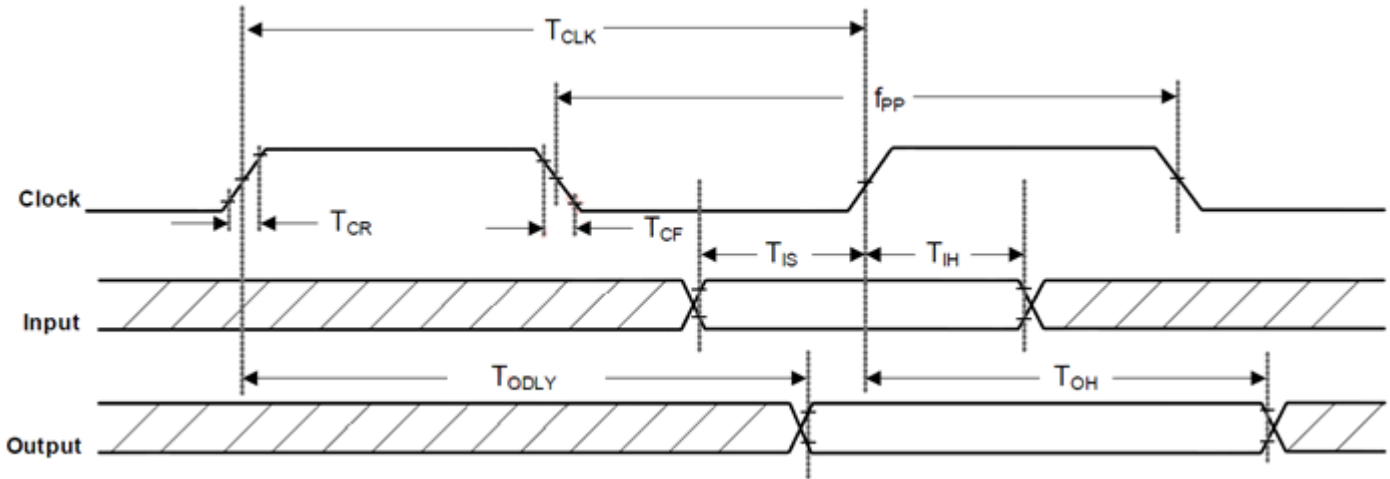 TCLK
fPP
Clock
TCR
TCF
TIS
TIH
Input
TODLY
TOH
Output